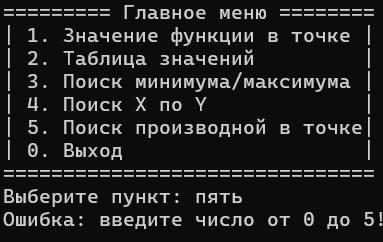 ========= Главное меню ========
| 1. Значение функции в точке |
| 2. Таблица значений         |
| 3. Поиск минимума/максимума |
| 4. Поиск X по Y             |
| 5. Поиск производной в точке|
| 0. Выход                    |
===============================
Выберите пункт: пять
Ошибка: введите число от 0 до 5!